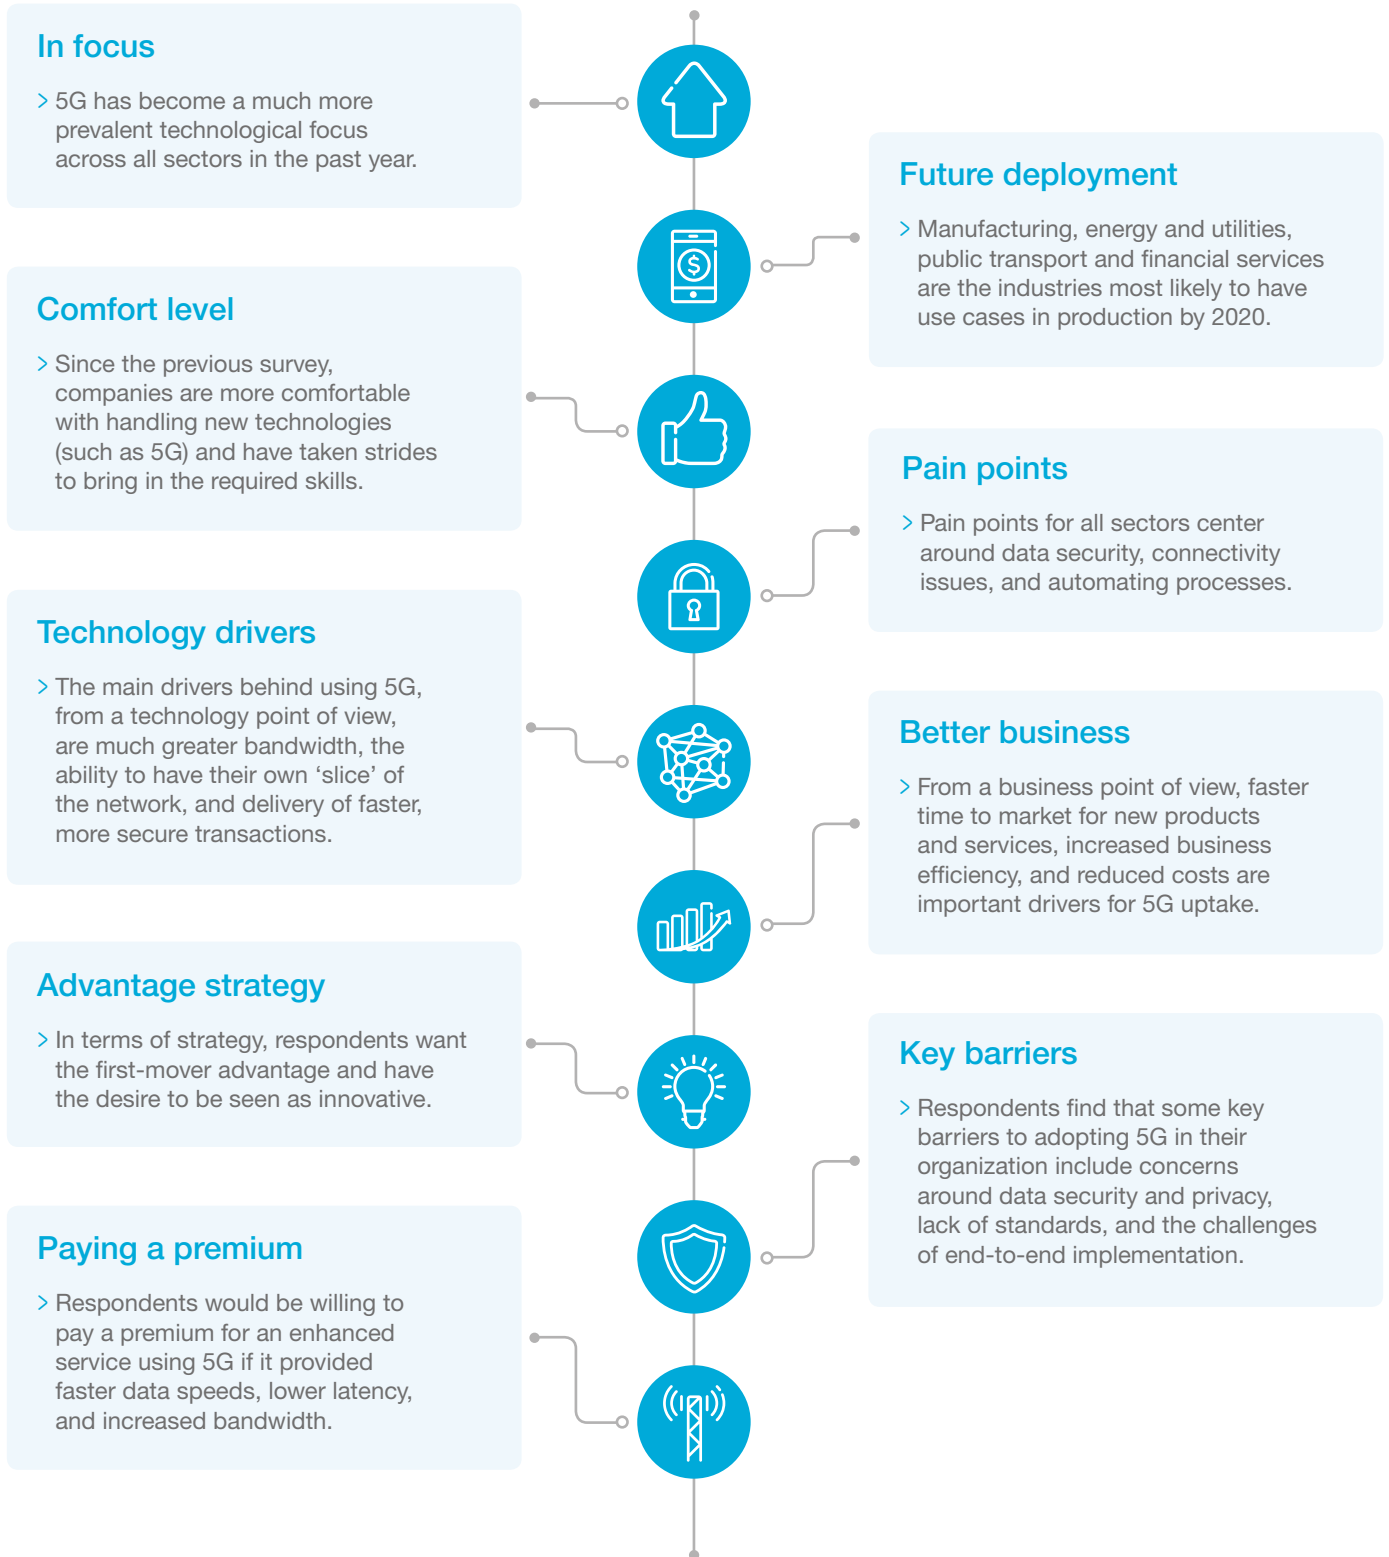 In focus
> 5G has become a much more
prevalent technological focus
across all sectors in the past year.
Future deployment
> Manufacturing, energy and utilities,
public transport and financial services
are the industries most likely to have
use cases in production by 2020.
Comfort level
> Since the previous survey,
companies are more comfortable
with handling new technologies
(such as 5G) and have taken strides
to bring in the required skills.
Pain points
> Pain points for all sectors center
around data security, connectivity
issues, and automating processes.
Technology drivers
> The main drivers behind using 5G,
from a technology point of view,
are much greater bandwidth, the
ability to have their own ‘slice’ of
the network, and delivery of faster,
more secure transactions.
Better business
> From a business point of view, faster
time to market for new products
and services, increased business
efficiency, and reduced costs are
important drivers for 5G uptake.
Advantage strategy
> In terms of strategy, respondents want
the first-mover advantage and have
the desire to be seen as innovative.
Key barriers
> Respondents find that some key
barriers to adopting 5G in their
organization include concerns
around data security and privacy,
lack of standards, and the challenges
of end-to-end implementation.
Paying a premium
> Respondents would be willing to
pay a premium for an enhanced
service using 5G if it provided
faster data speeds, lower latency,
and increased bandwidth.
$